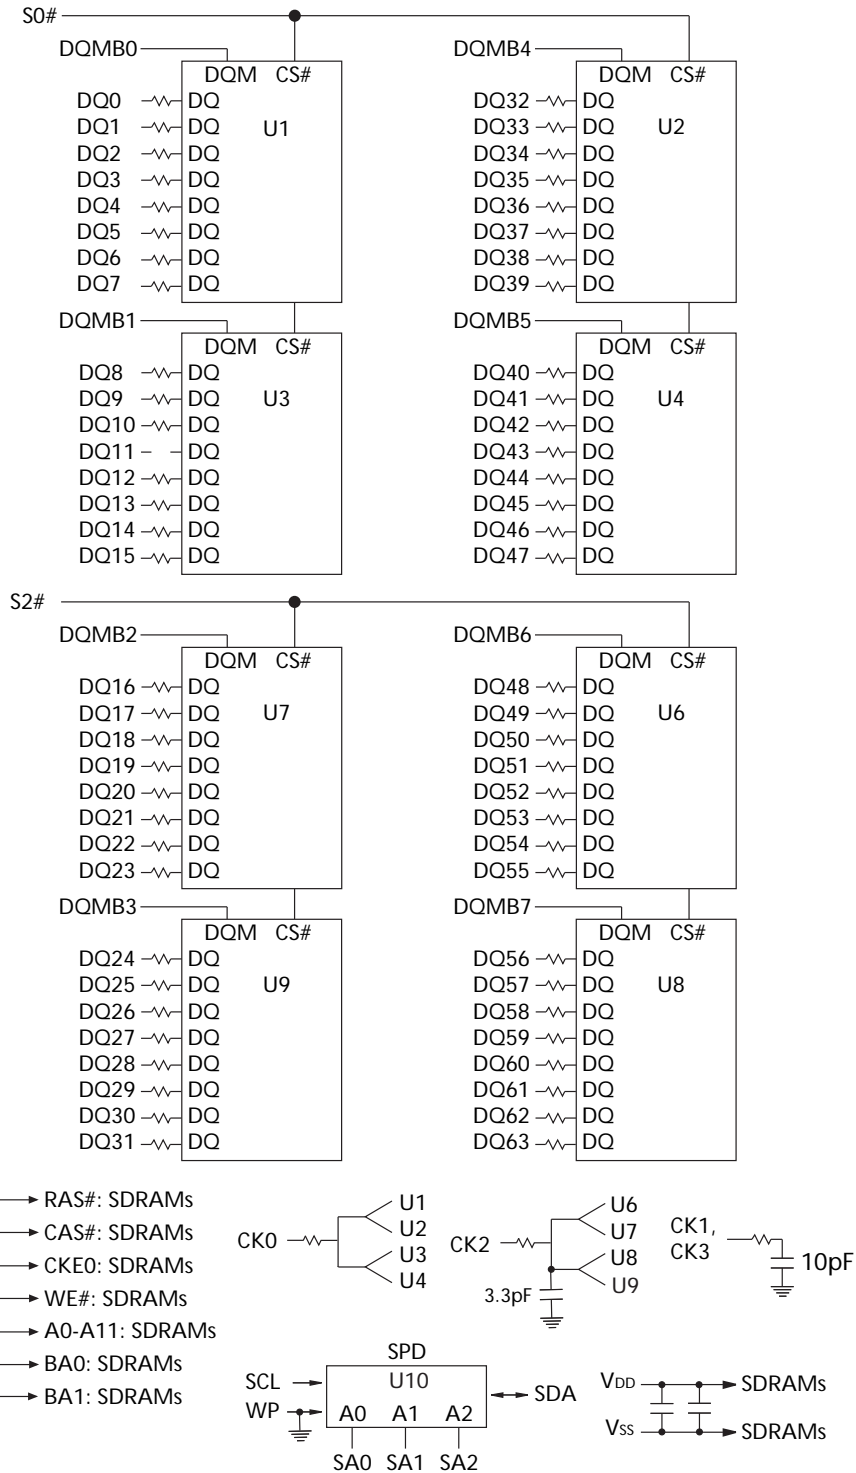 S0#
DQMB0
DQM CS#
DQ0 DQ
DQ1 DQ
U1
DQ2 DQ
DQ3 DQ
DQ4 DQ
DQ5 DQ
DQ6 DQ
DQ7 DQ
DQMB4
DQM CS#
DQ32 DQ
DQ33 DQ
U2
DQ34 DQ
DQ35 DQ
DQ36 DQ
DQ37 DQ
DQ38 DQ
DQ39 DQ
DQMB1
DQM CS#
DQ8 DQ
DQ9 DQ
U3
DQ10 DQ
DQ11 DQ
DQ12 DQ
DQ13 DQ
DQ14 DQ
DQ15 DQ
DQMB5
DQM CS#
DQ40 DQ
DQ41 DQ
U4
DQ42 DQ
DQ43 DQ
DQ44 DQ
DQ45 DQ
DQ46 DQ
DQ47 DQ
S2#
DQMB2
DQM CS#
DQ16 DQ
DQ17 DQ
U7
DQ18 DQ
DQ19 DQ
DQ20 DQ
DQ21 DQ
DQ22 DQ
DQ23 DQ
DQMB6
DQM CS#
DQ48 DQ
DQ49 DQ
U6
DQ50 DQ
DQ51 DQ
DQ52 DQ
DQ53 DQ
DQ54 DQ
DQ55 DQ
DQMB3
DQM CS#
DQ24 DQ
DQ25 DQ
U9
DQ26 DQ
DQ27 DQ
DQ28 DQ
DQ29 DQ
DQ30 DQ
DQ31 DQ
DQMB7
DQM CS#
DQ56 DQ
DQ57 DQ
U8
DQ58 DQ
DQ59 DQ
DQ60 DQ
DQ61 DQ
DQ62 DQ
DQ63 DQ
RAS#: SDRAMs
CAS#: SDRAMs
CKE0: SDRAMs
WE#: SDRAMs
A0-A11: SDRAMs
BA0: SDRAMs
BA1: SDRAMs
CK0
U1
U2
U3
U4
CK2
U6
U7
U8
U9
3.3pF
CK1,
CK3
10pF
SPD
SCL
U10
SDA
WP
A0 A1 A2
SA0 SA1 SA2
VDD SDRAMs
VSS SDRAMs